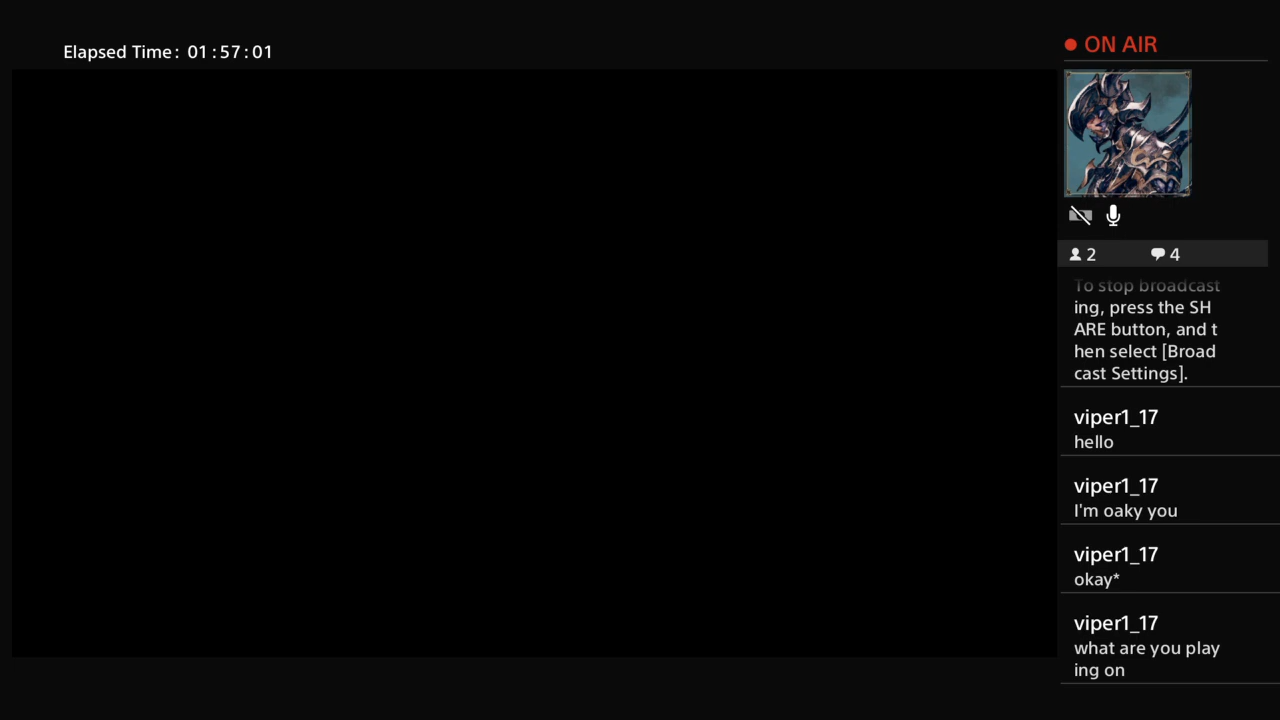 Elapsed Time: 01:57:01
ON AIR
2 4
To stop broadcast
ing, press the SH
ARE button, and t
hen select [Broad
cast Settings].
viper1_17
hello
viper1_17
I'm oaky you
viper1_17
okay*
viper1_17
what are you play
ing on